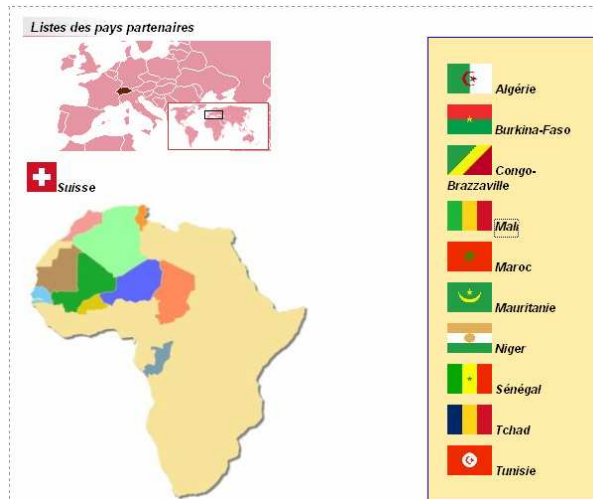 Listes des pays partenaires
Suisse
Algérie
Burkina-Faso
Congo-
Brazzaville
Mali
Maroc
Mauritanie
Niger
Sénégal
Tchad
Tunisie